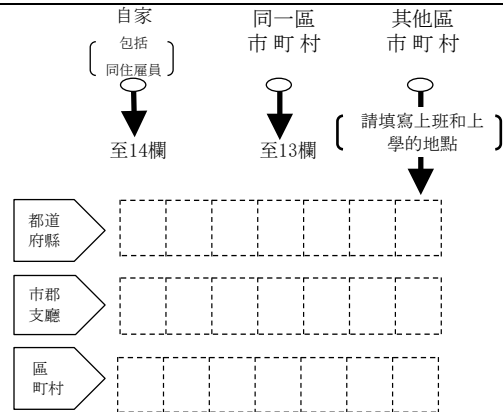 自家
包括
同住雇員
至14欄
同一區
市町村
至13欄
其他區
市町村
請填寫上班和上
學的地點
都道
府縣
市郡
支廳
區
町村